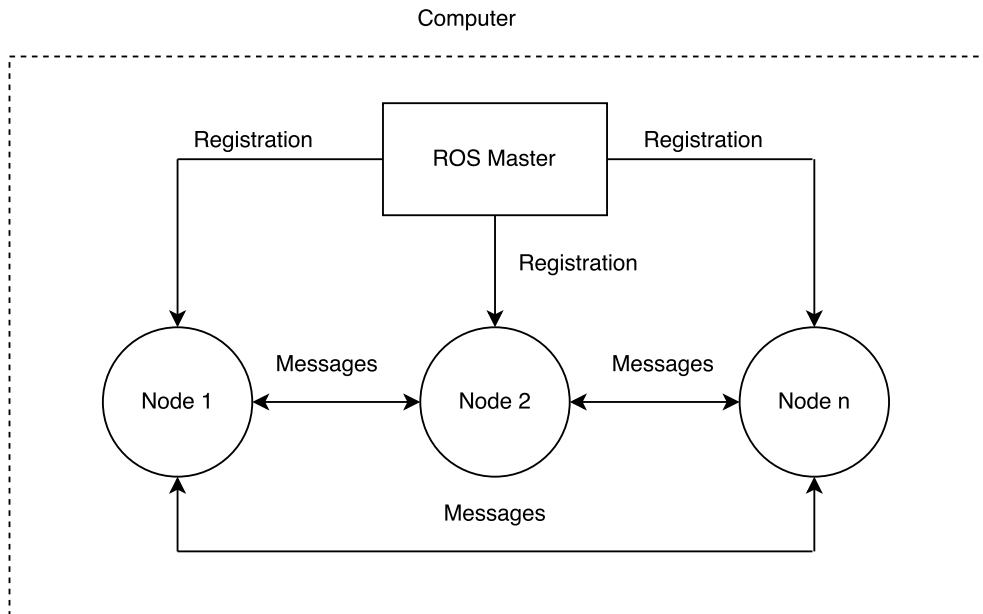 Computer
Registration
ROS Master
Registration
Registration
Messages
Messages
Node 1
Node 2
Node n
Messages